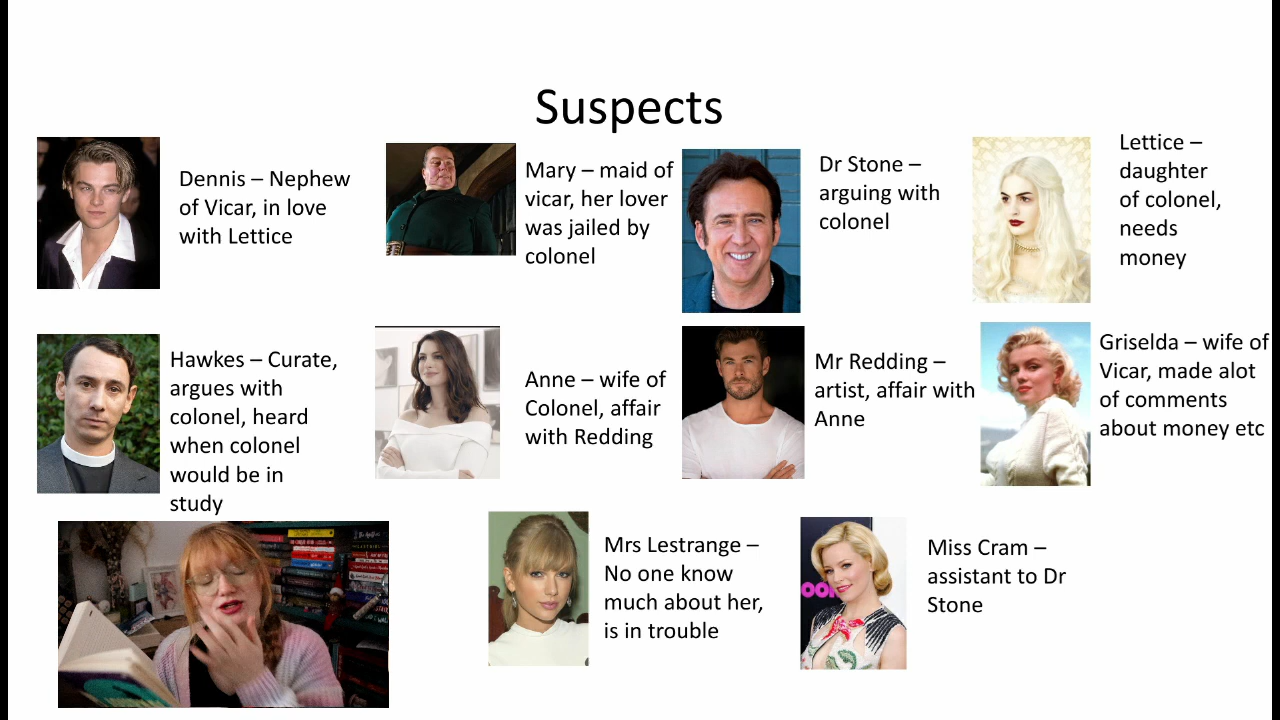 Suspects
Dennis – Nephew
of Vicar, in love
with Lettice
Mary – maid of
vicar, her lover
was jailed by
colonel
Dr Stone –
arguing with
colonel
Lettice –
daughter
of colonel,
needs
money
Hawkes – Curate,
argues with
colonel, heard
when colonel
would be in
study
Anne – wife of
Colonel, affair
with Redding
Mr Redding –
artist, affair with
Anne
Griselda – wife of
Vicar, made alot
of comments
about money etc
Mrs Lestrange –
No one know
much about her,
is in trouble
Miss Cram –
assistant to Dr
Stone